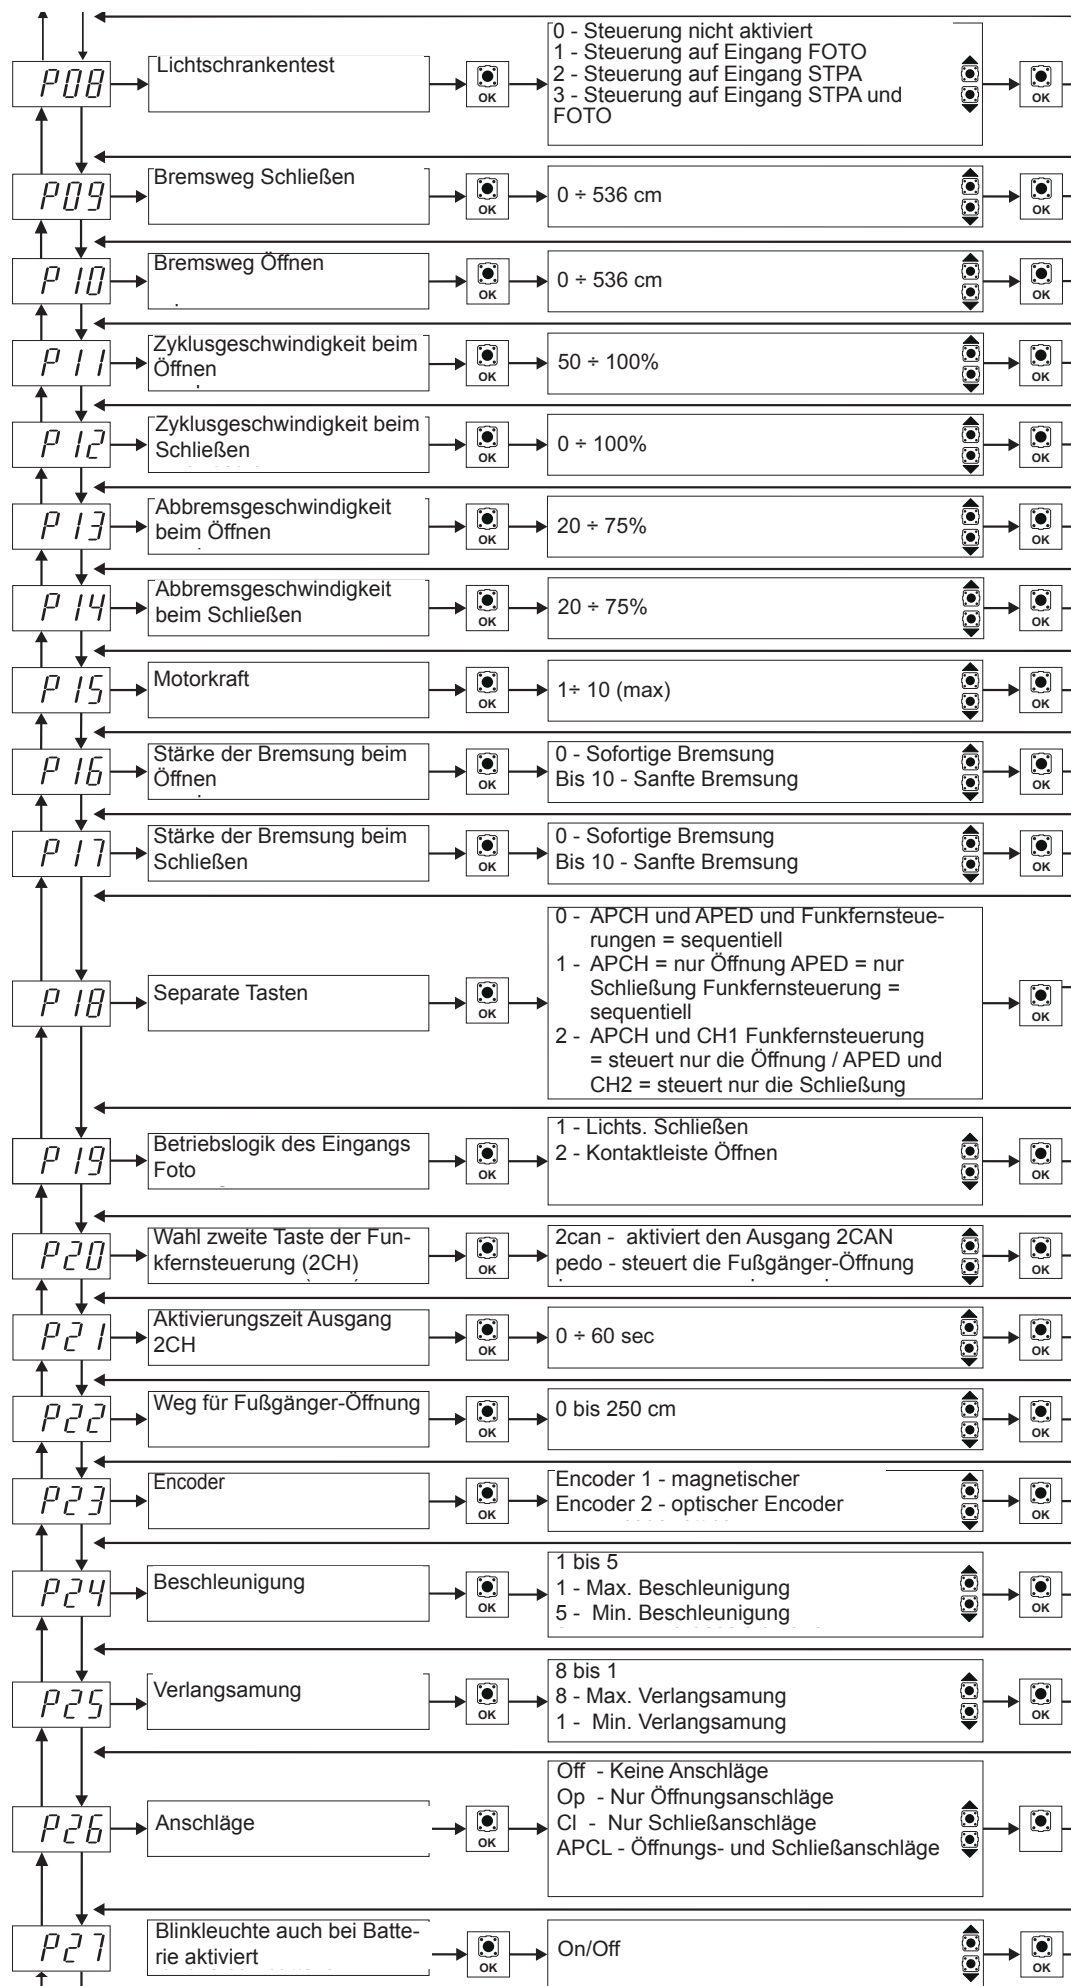 P08
Lichtschrankentest
OK
0 - Steuerung nicht aktiviert
1 - Steuerung auf Eingang FOTO
2 - Steuerung auf Eingang STPA
3 - Steuerung auf Eingang STPA und
FOTO
OK
P09
Bremsweg Schließen
OK
0 ÷ 536 cm
OK
P10
Bremsweg Öffnen
OK
0 ÷ 536 cm
OK
P11
Zyklusgeschwindigkeit beim
Öffnen
OK
50 ÷ 100%
OK
P12
Zyklusgeschwindigkeit beim
Schließen
OK
0 ÷ 100%
OK
P13
Abbremsgeschwindigkeit
beim Öffnen
OK
20 ÷ 75%
OK
P14
Abbremsgeschwindigkeit
beim Schließen
OK
20 ÷ 75%
OK
P15
Motorkraft
OK
1÷ 10 (max)
OK
P16
Stärke der Bremsung beim
Öffnen
OK
0 - Sofortige Bremsung
Bis 10 - Sanfte Bremsung
OK
P17
Stärke der Bremsung beim
Schließen
OK
0 - Sofortige Bremsung
Bis 10 - Sanfte Bremsung
OK
P18
Separate Tasten
OK
0 - APCH und APED und Funkfernsteue-
rungen = sequentiell
1 - APCH = nur Öffnung APED = nur
Schließung Funkfernsteuerung =
sequentiell
2 - APCH und CH1 Funkfernsteuerung
= steuert nur die Öffnung / APED und
CH2 = steuert nur die Schließung
OK
P19
Betriebslogik des Eingangs
Foto
OK
1 - Lichts. Schließen
2 - Kontaktleiste Öffnen
OK
P20
Wahl zweite Taste der Fun-
kfernsteuerung (2CH)
OK
2can - aktiviert den Ausgang 2CAN
pedo - steuert die Fußgänger-Öffnung
OK
P21
Aktivierungszeit Ausgang
2CH
OK
0 ÷ 60 sec
OK
P22
Weg für Fußgänger-Öffnung
OK
0 bis 250 cm
OK
P23
Encoder
OK
Encoder 1 - magnetischer
Encoder 2 - optischer Encoder
OK
P24
Beschleunigung
OK
1 bis 5
1 - Max. Beschleunigung
5 - Min. Beschleunigung
OK
P25
Verlangsamung
OK
8 bis 1
8 - Max. Verlangsamung
1 - Min. Verlangsamung
OK
P26
Anschläge
OK
Off - Keine Anschläge
Op - Nur Öffnungsanschläge
Cl - Nur Schließanschläge
APCL - Öffnungs- und Schließanschläge
P27
Blinkleuchte auch bei Batte-
rie aktiviert
OK
On/Off
OK